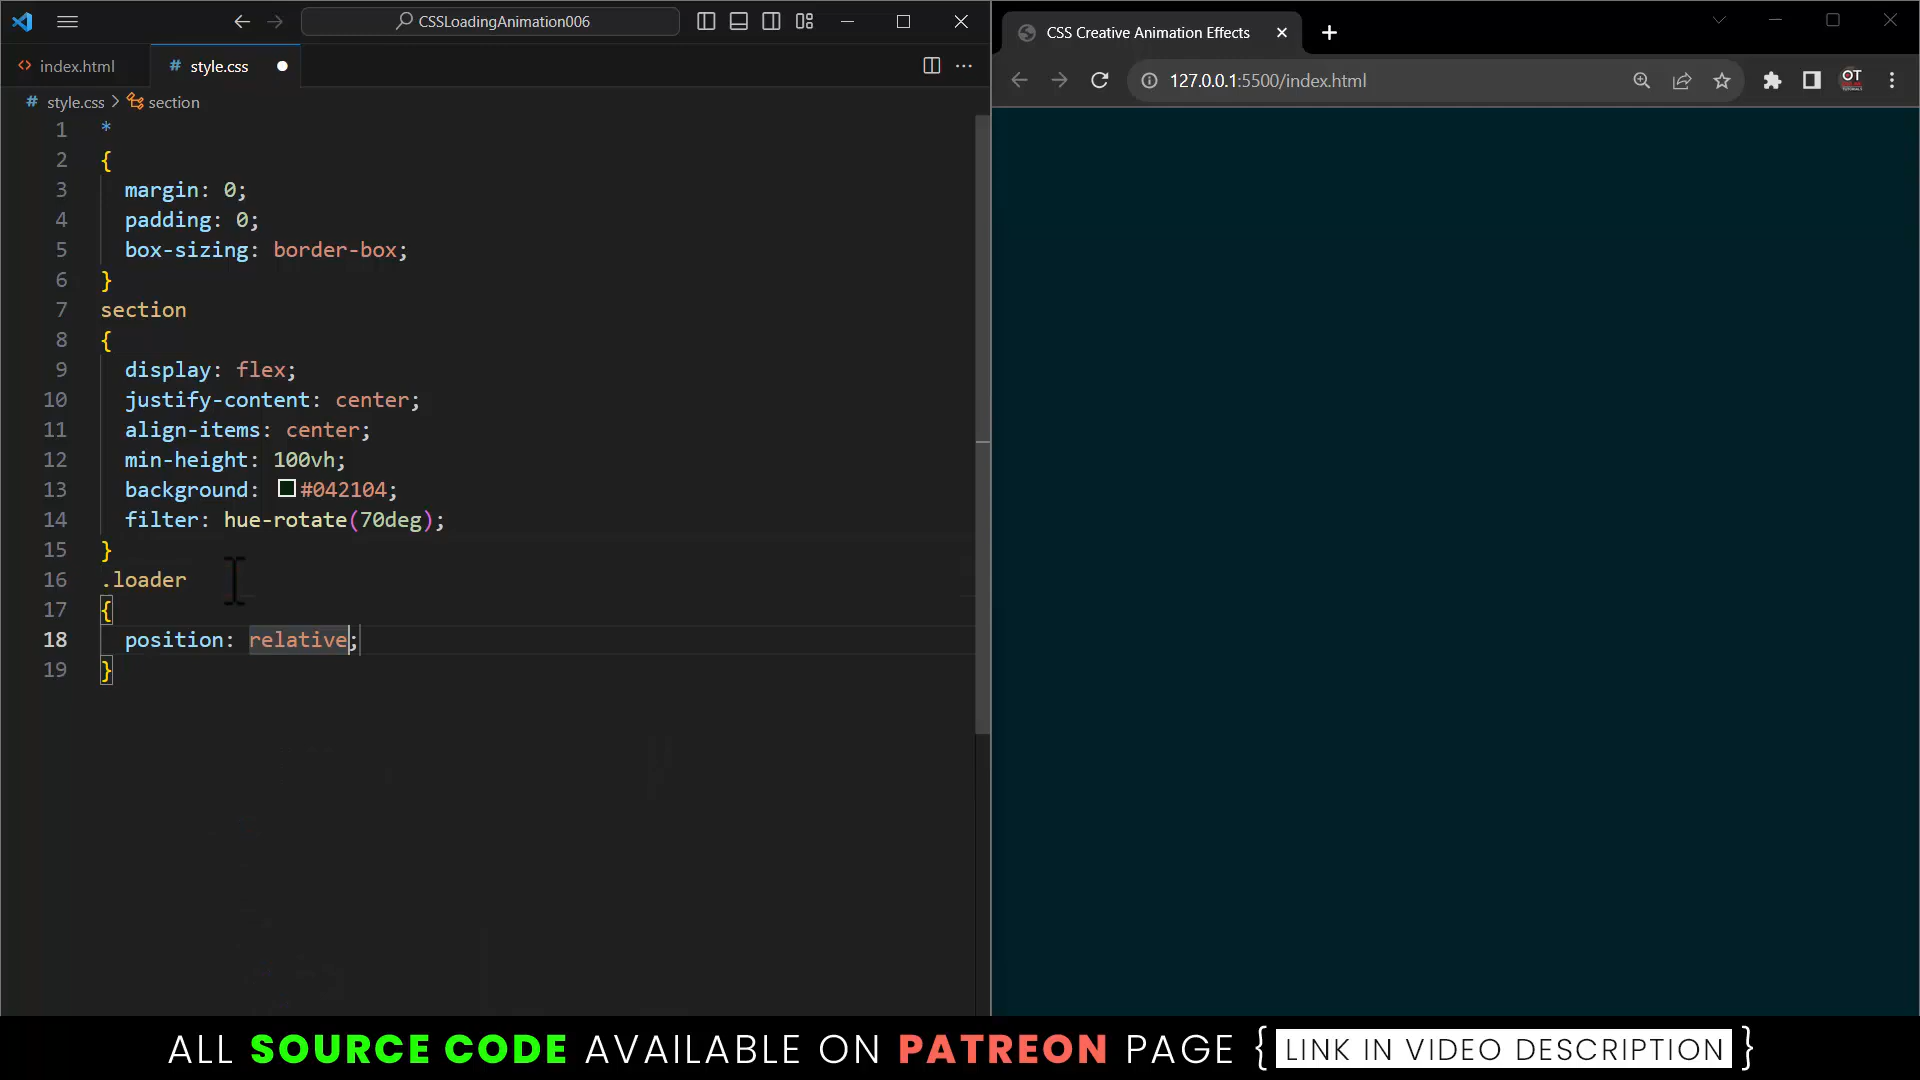 CSSLoadingAnimation006
index.html
# style.css
# style.css > section
1 *
2 {
3 margin: 0;
4 padding: 0;
5 box-sizing: border-box;
6 }
7 section
8 {
9 display: flex;
10 justify-content: center;
11 align-items: center;
12 min-height: 100vh;
13 background: #042104;
14 filter: hue-rotate(70deg);
15 }
16 .loader
17 {
18 position: relative;
19 }
CSS Creative Animation Effects
127.0.0.1:5500/index.html
OT
ALL SOURCE CODE AVAILABLE ON PATREON PAGE { LINK IN VIDEO DESCRIPTION }